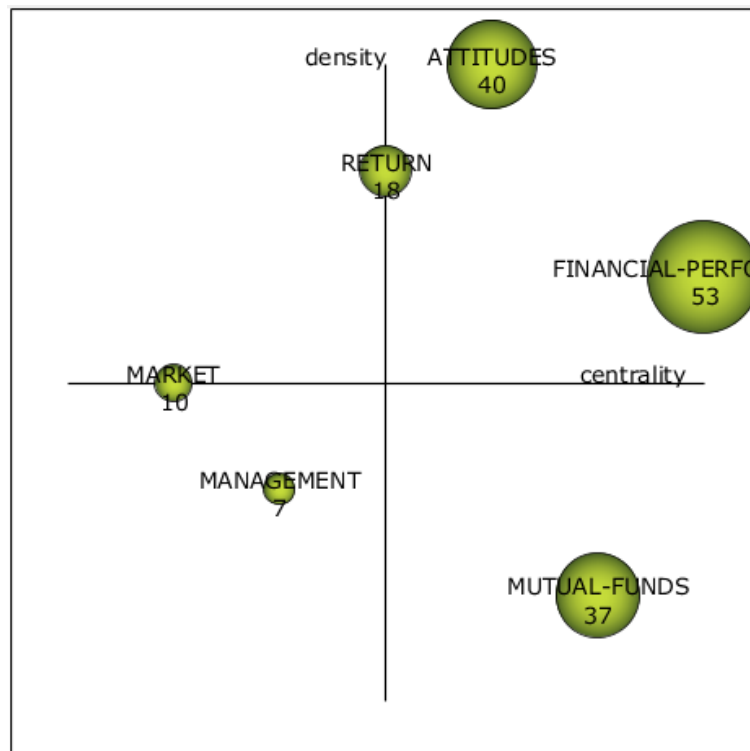 density
ATTITUDES
40
RETURN
18
FINANCIAL-PERFO
53
MARKET
10
centrality
MANAGEMENT
7
MUTUAL-FUNDS
37